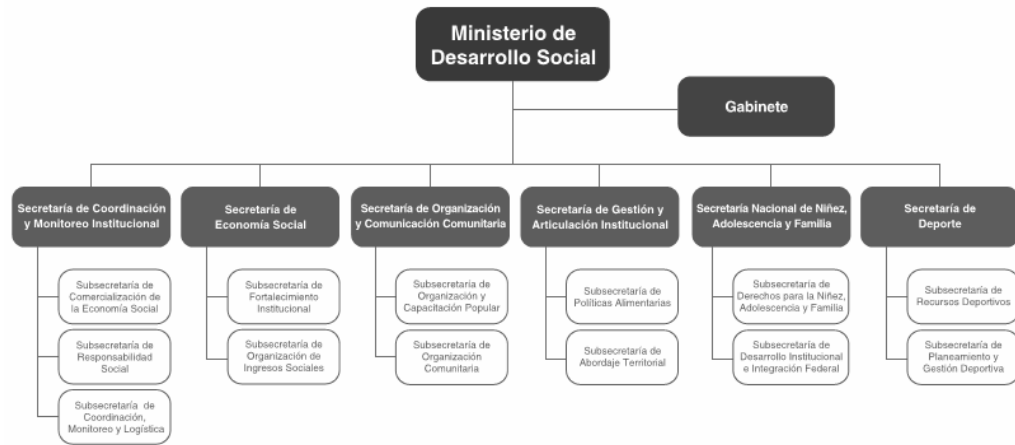 Ministerio de
Desarrollo Social
Gabinete
Secretaría de Coordinación
y Monitoreo Institucional
Secretaría de
Economía Social
Secretaría de Organización
y Comunicación Comunitaria
Secretaría de Gestión y
Articulación Institucional
Secretaría Nacional de Niñez,
Adolescencia y Familia
Secretaría de
Deporte
Subsecretaría de
Comercialización de
la Economía Social
Subsecretaría de
Responsabilidad
Social
Subsecretaría de
Coordinación,
Monitoreo y Logística
Subsecretaría de
Fortalecimiento
Institucional
Subsecretaría de
Organización de
Ingresos Sociales
Subsecretaría de
Organización y
Capacitación Popular
Subsecretaría de
Organización
Comunitaria
Subsecretaría de
Políticas Alimentarias
Subsecretaría de
Abordaje Territorial
Subsecretaría de
Derechos para la Niñez,
Adolescencia y Familia
Subsecretaría de
Desarrollo Institucional
e Integración Federal
Subsecretaría de
Recursos Deportivos
Subsecretaría de
Planeamiento y
Gestión Deportiva